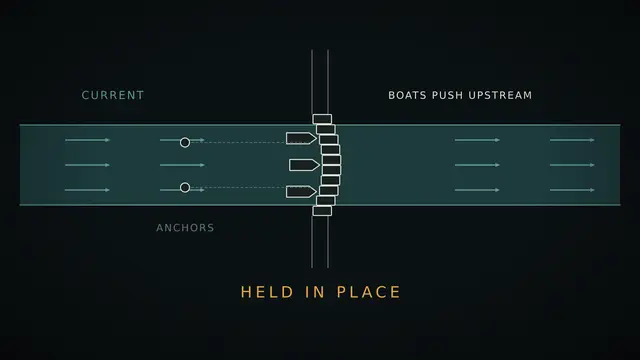 CURRENT
BOATS PUSH UPSTREAM
ANCHORS
HELD IN PLACE